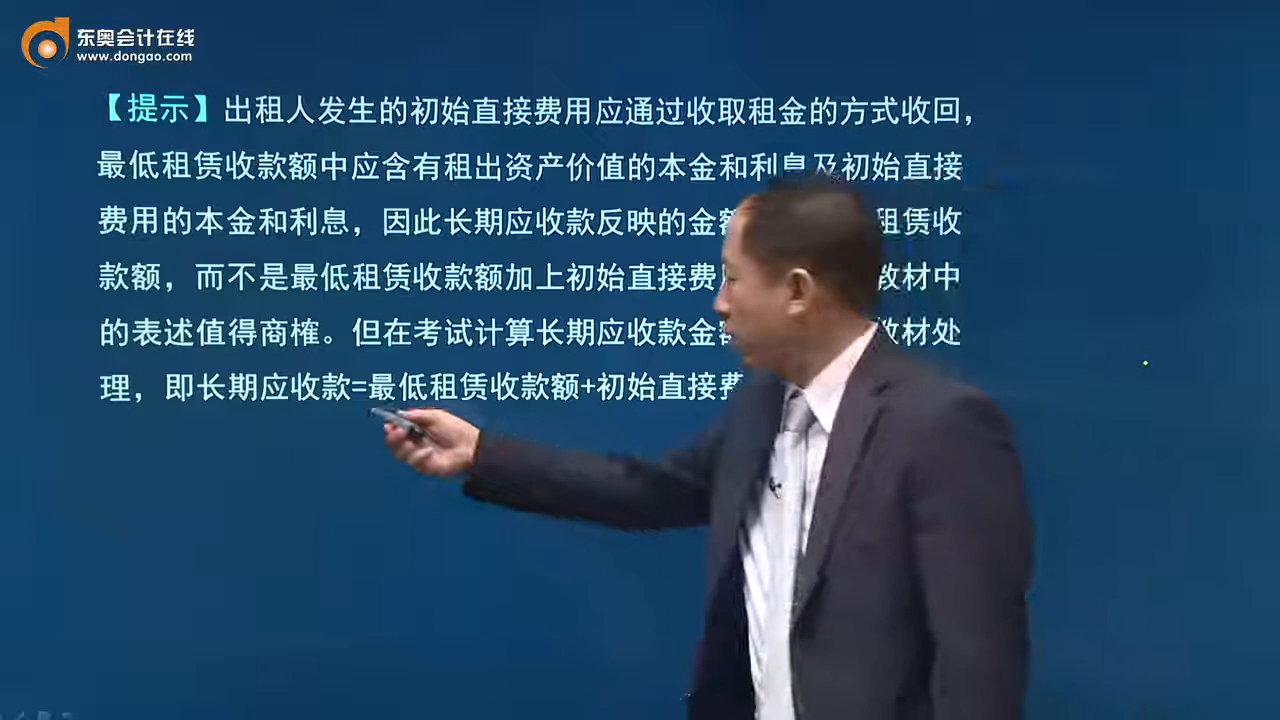 东奥会计在线
www.dongao.com
【提示】出租人发生的初始直接费用应通过收取租金的方式收回，
最低租赁收款额中应含有租出资产价值的本金和利息及初始直接
费用的本金和利息，因此长期应收款反映的金 租赁收
款额，而不是最低租赁收款额加上初始直接费 教材中
的表述值得商榷。但在考试计算长期应收款金 教材处
理，即长期应收款=最低租赁收款额+初始直接